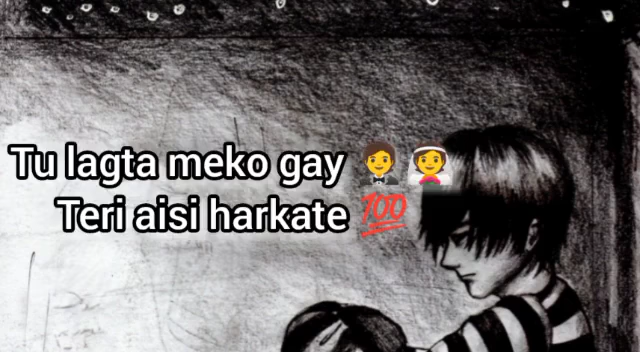 Tu lagta meko gay 🤵👰
Teri aisi harkate 💯